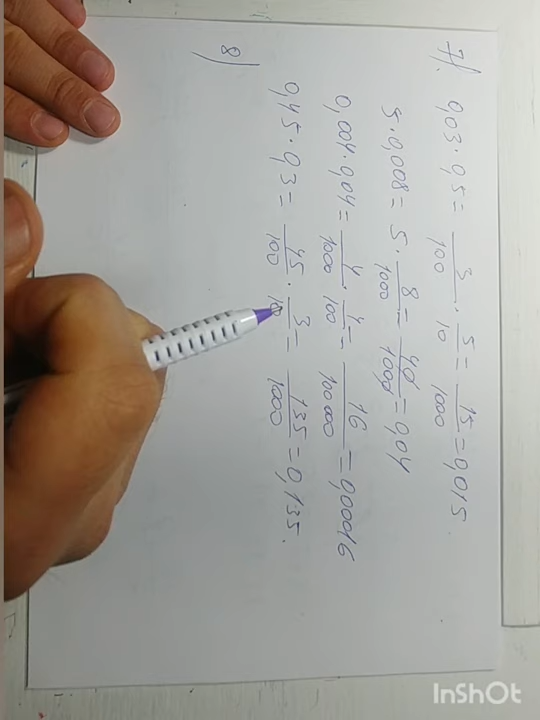 7). 0,03 · 0,5 = 3/100 · 5/10 = 15/1000 = 0,015
5 · 0,008 = 5 · 8/1000 = 40/1000 = 0,04
0,004 · 0,04 = 4/1000 · 4/100 = 16/100000 = 0,00016
0,45 · 0,3 = 45/100 · 3/10 = 135/1000 = 0,135.
8)
InShOt